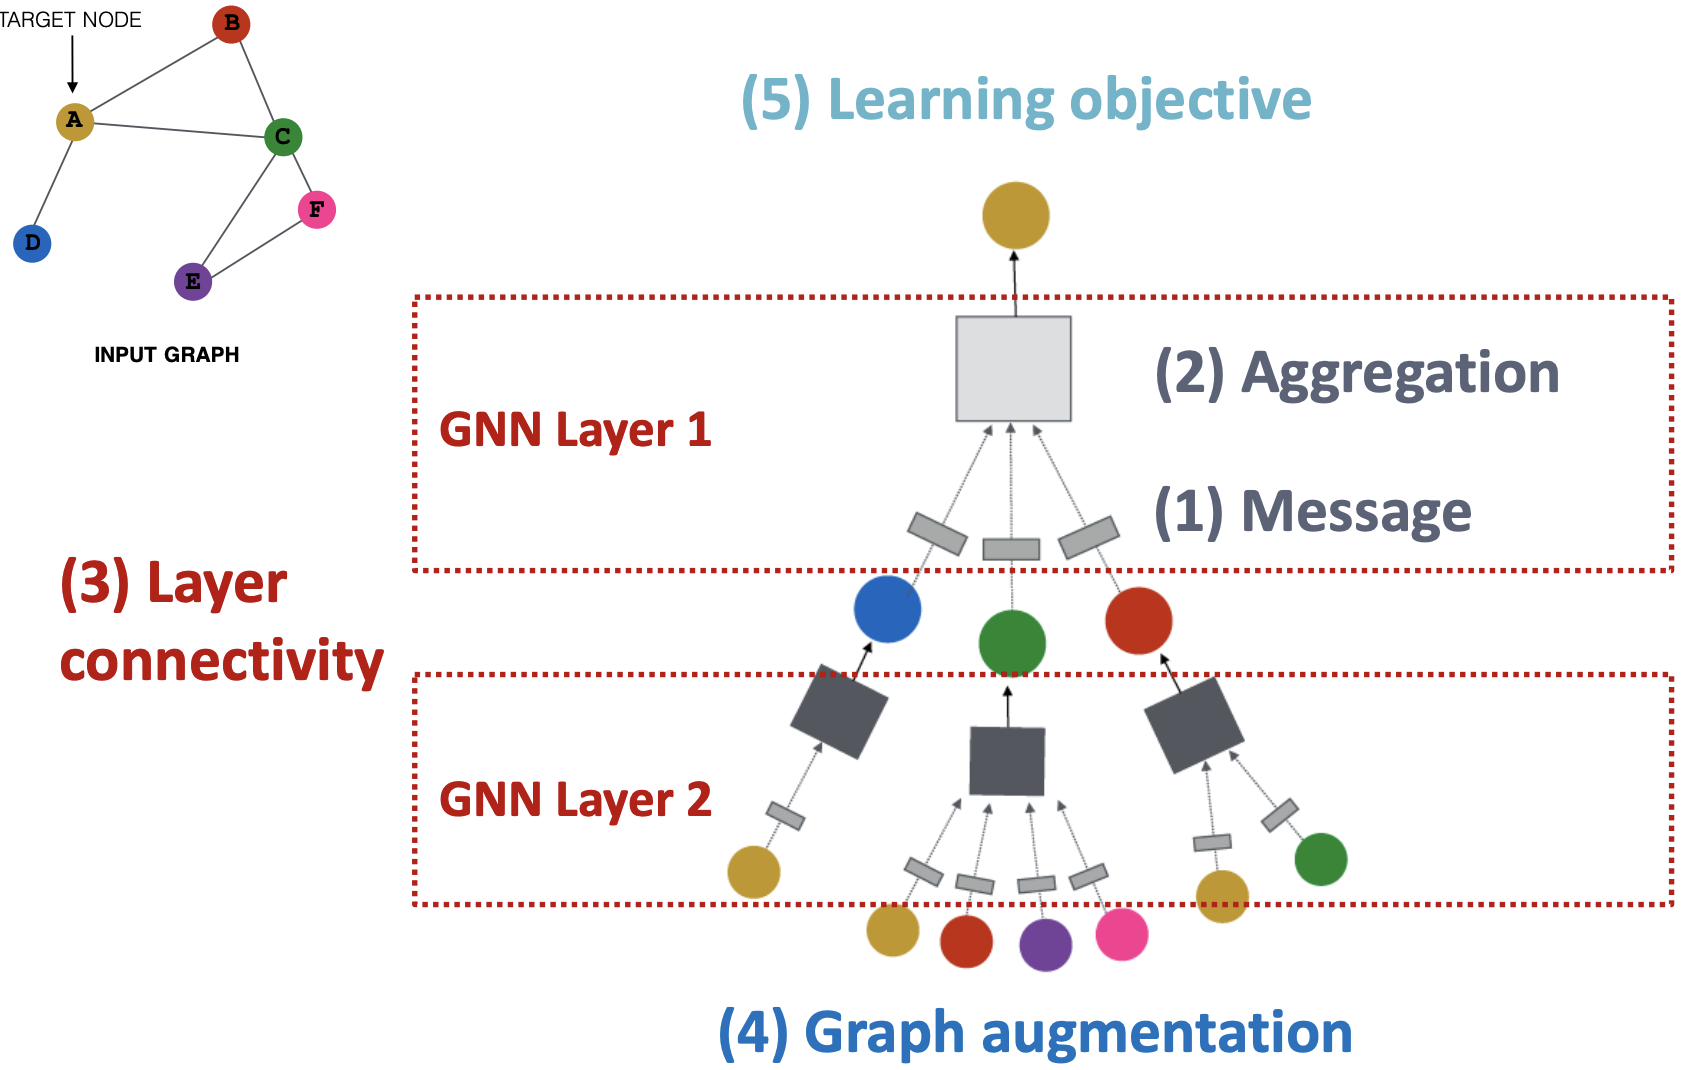 TARGET NODE
B
A
C
F
D
E
INPUT GRAPH
(5) Learning objective
GNN Layer 1
(2) Aggregation
(1) Message
(3) Layer
connectivity
GNN Layer 2
(4) Graph augmentation